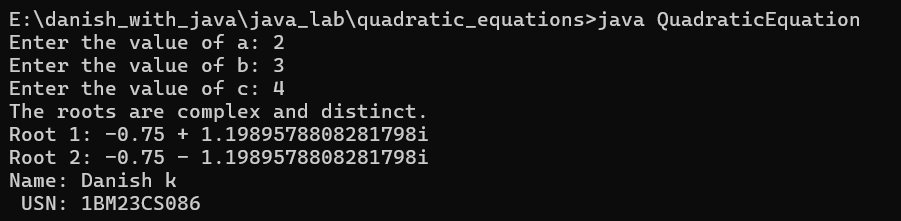 E:\danish_with_java\java_lab\quadratic_equations>java QuadraticEquation
Enter the value of a: 2
Enter the value of b: 3
Enter the value of c: 4
The roots are complex and distinct.
Root 1: -0.75 + 1.1989578808281798i
Root 2: -0.75 - 1.1989578808281798i
Name: Danish k
 USN: 1BM23CS086